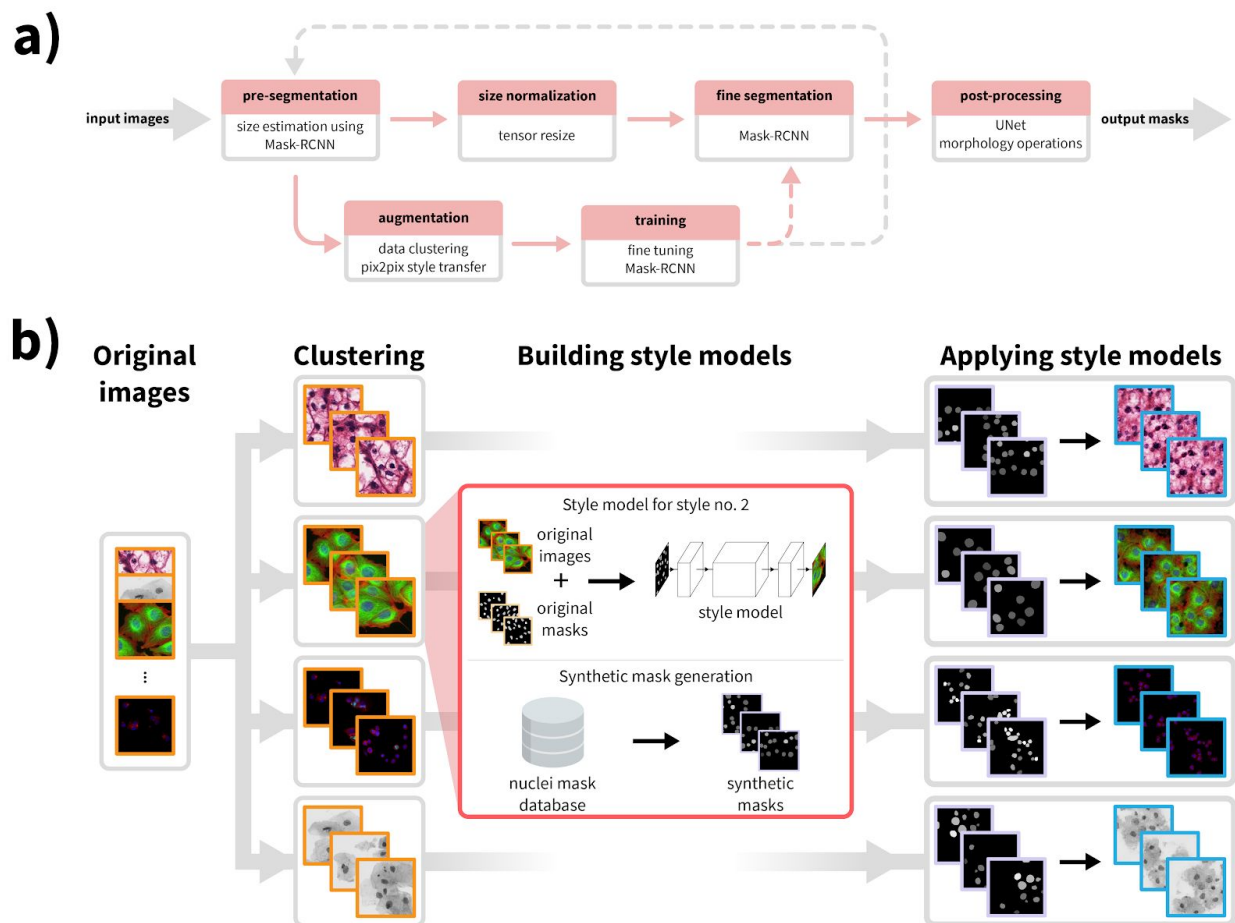 a)
input images
pre-segmentation
size estimation using
Mask-RCNN
size normalization
tensor resize
fine segmentation
Mask-RCNN
post-processing
UNet
morphology operations
output masks
augmentation
data clustering
pix2pix style transfer
training
fine tuning
Mask-RCNN
b)
Original
images
Clustering
Building style models
Applying style models
Style model for style no. 2
original
images
+
original
masks
style model
...
Synthetic mask generation
nuclei mask
database
synthetic
masks